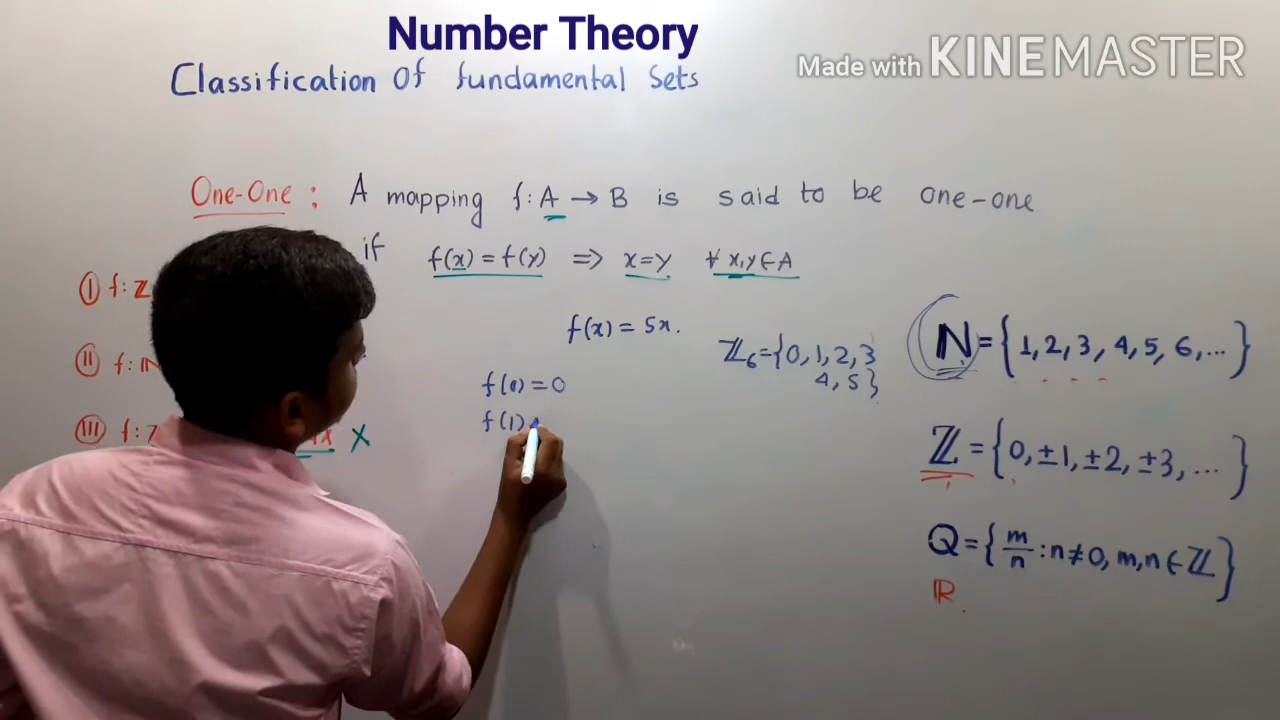 Number Theory
Made with KINEMASTER
Classification Of fundamental Sets
One-One : A mapping f: A → B is said to be one-one
if f(x) = f(y) => x=y ∀ x,y∈A
I f: Z
II f: IN
III f: Z x X
f(x) = 5x.
ℤ6={0, 1, 2, 3
4, 5}
f(0) = 0
f(1)
N={1, 2, 3, 4, 5, 6, ...}
ℤ = {0, ±1, ±2, ±3, ...}
Q = { m/n : n≠0, m,n∈ℤ}
ℝ